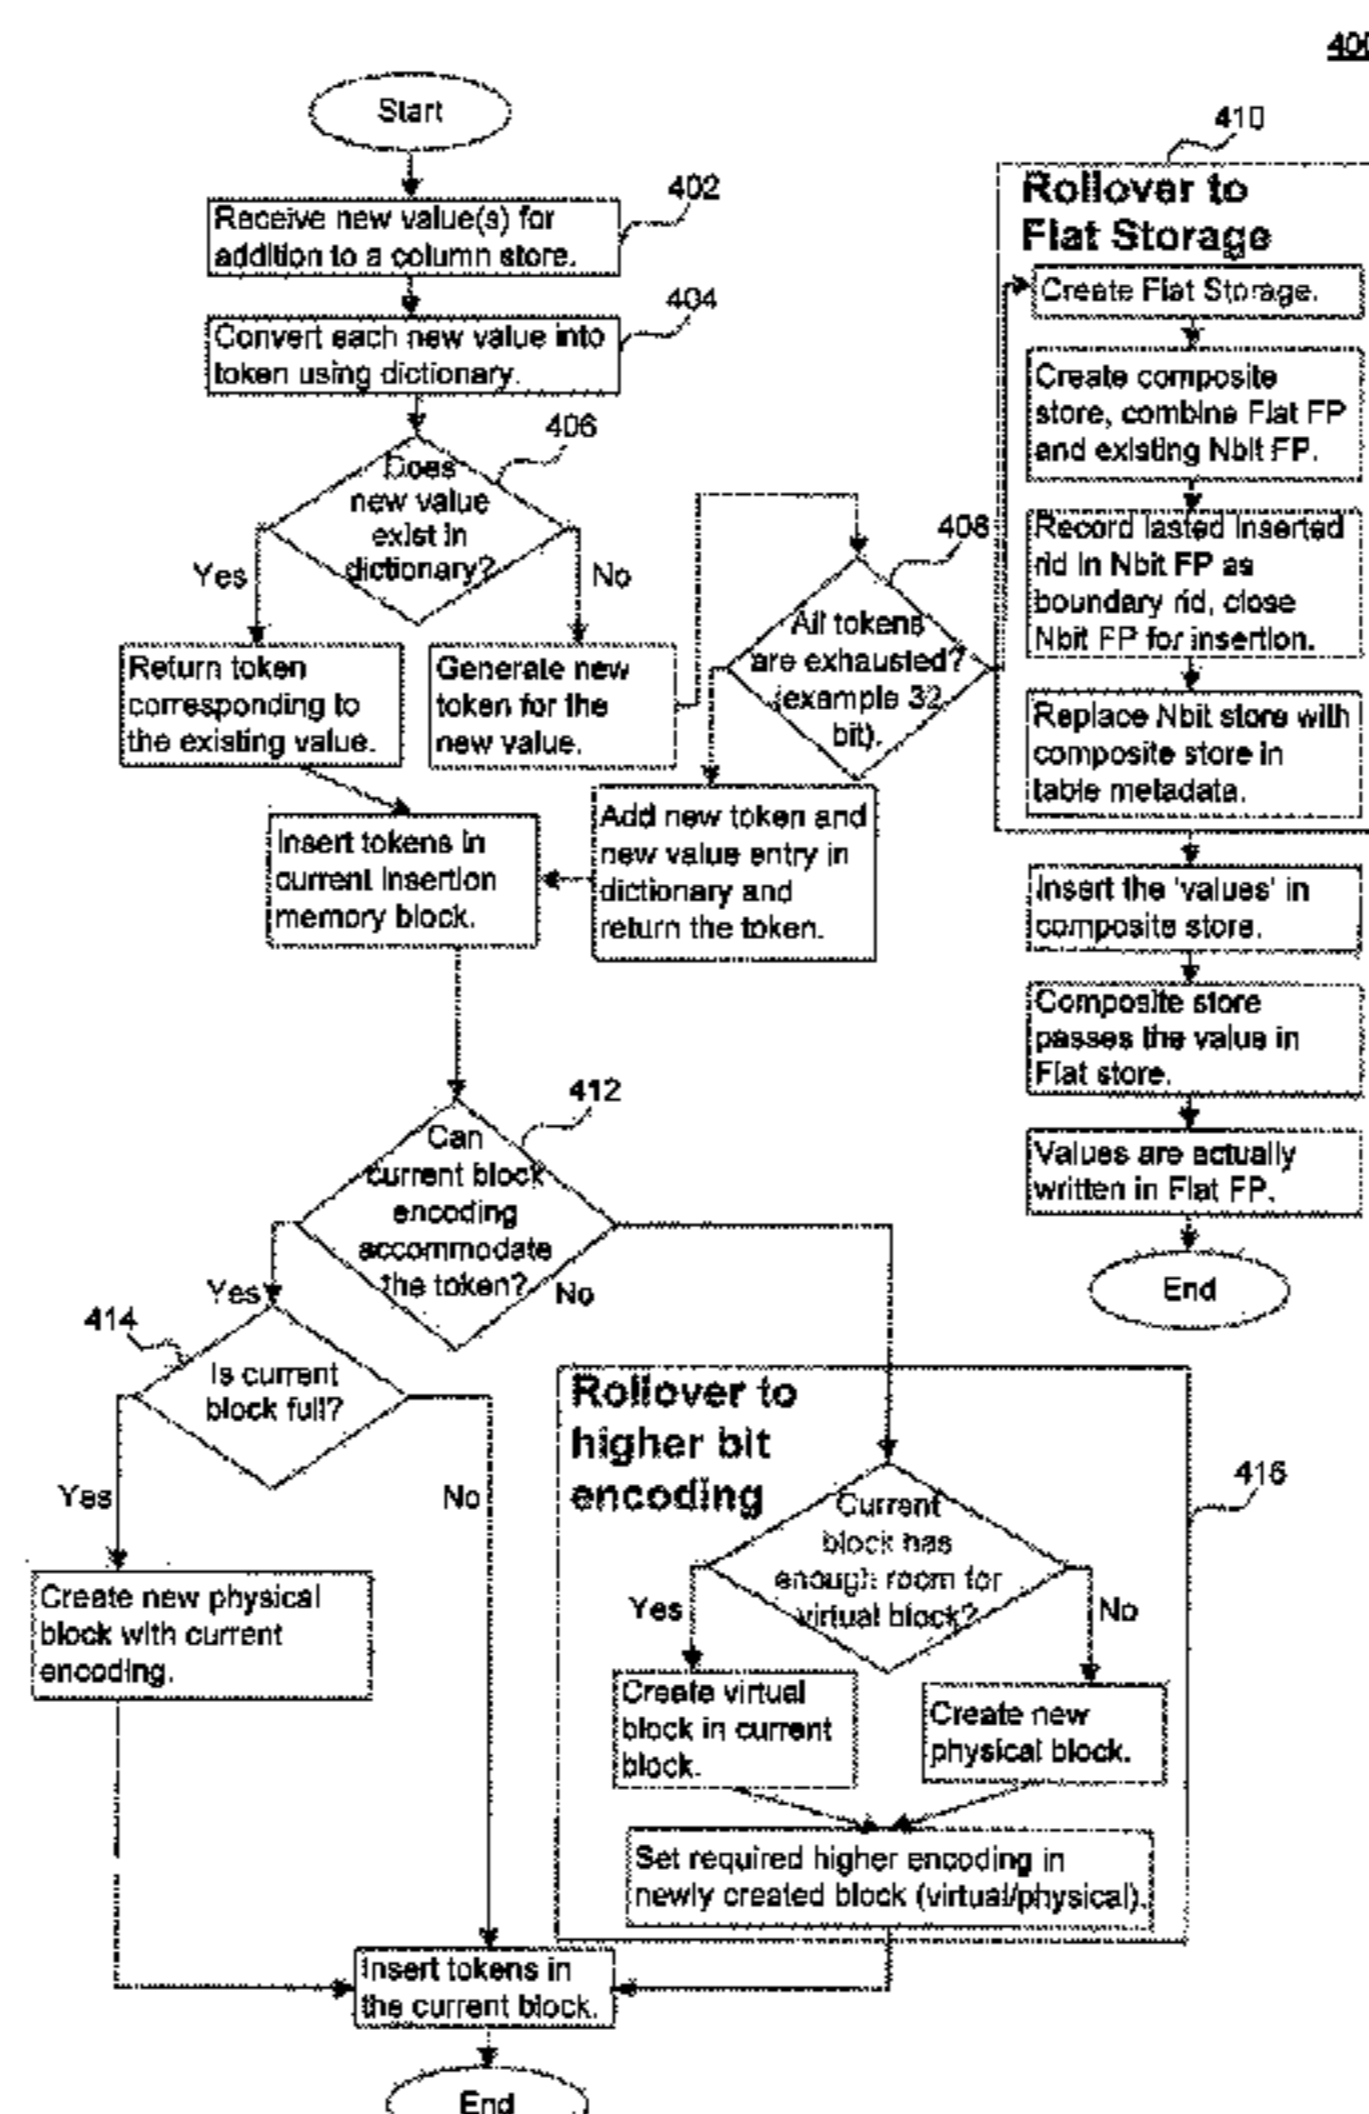 400
Start
402
Receive new value(s) for
addition to a column store.
404
Convert each new value into
token using dictionary.
406
Does
new value
exist in
dictionary?
Yes
No
Return token
corresponding to
the existing value.
Generate new
token for the
new value.
408
All tokens
are exhausted?
(example 32
bit).
Add new token and
new value entry in
dictionary and
return the token.
Insert tokens in
current insertion
memory block.
410
Rollover to
Flat Storage
Create Flat Storage.
Create composite
store, combine Flat FP
and existing Nbit FP.
Record lasted inserted
rid in Nbit FP as
boundary rid, close
Nbit FP for insertion.
Replace Nbit store with
composite store in
table metadata.
Insert the 'values' in
composite store.
Composite store
passes the value in
Flat store.
Values are actually
written in Flat FP.
End
412
Can
current block
encoding
accommodate
the token?
Yes
No
414
Is current
block full?
Yes
No
Create new physical
block with current
encoding.
Rollover to
higher bit
encoding
416
Current
block has
enough room for
virtual block?
Yes
No
Create virtual
block in current
block.
Create new
physical block.
Set required higher encoding in
newly created block (virtual/physical).
Insert tokens in
the current block.
End